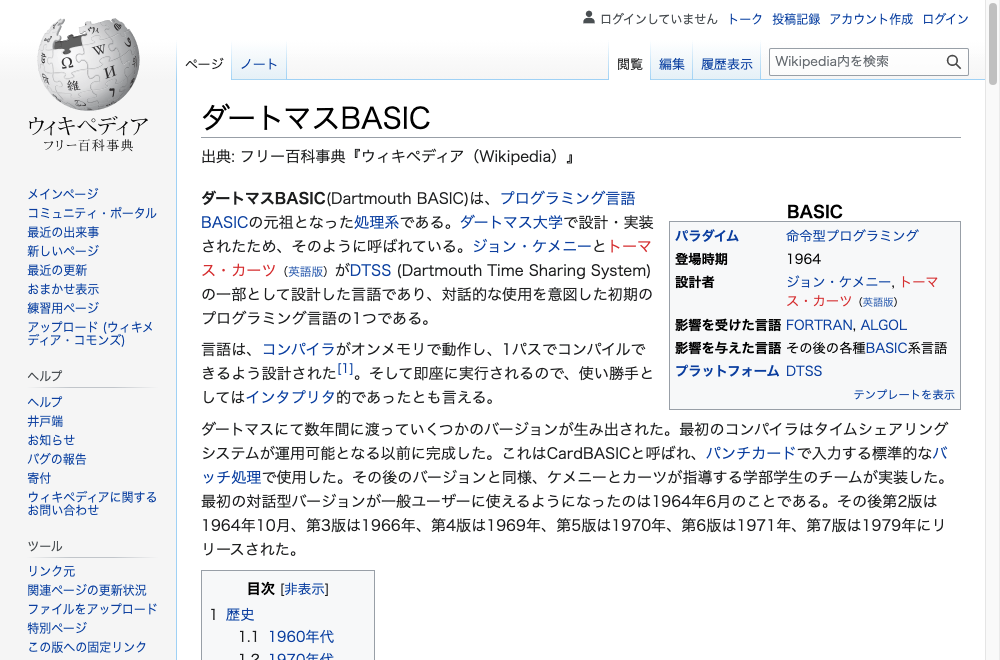 ログインしていません トーク 投稿記録 アカウント作成 ログイン
ページ ノート 閲覧 編集 履歴表示 Wikipedia内を検索
ウィキペディア
フリー百科事典
メインページ
コミュニティ・ポータル
最近の出来事
新しいページ
最近の更新
おまかせ表示
練習用ページ
アップロード (ウィキメ
ディア・コモンズ)
ヘルプ
ヘルプ
井戸端
お知らせ
バグの報告
寄付
ウィキペディアに関する
お問い合わせ
ツール
リンク元
関連ページの更新状況
ファイルをアップロード
特別ページ
この版への固定リンク
ダートマスBASIC
出典: フリー百科事典『ウィキペディア（Wikipedia）』
ダートマスBASIC(Dartmouth BASIC)は、プログラミング言語
BASICの元祖となった処理系である。ダートマス大学で設計・実装
されたため、そのように呼ばれている。ジョン・ケメニーとトーマ
ス・カーツ（英語版）がDTSS (Dartmouth Time Sharing System)
の一部として設計した言語であり、対話的な使用を意図した初期の
プログラミング言語の1つである。
言語は、コンパイラがオンメモリで動作し、1パスでコンパイルで
きるよう設計された[1]。そして即座に実行されるので、使い勝手と
してはインタプリタ的であったとも言える。
BASIC
パラダイム 命令型プログラミング
登場時期 1964
設計者 ジョン・ケメニー, トーマ
ス・カーツ（英語版）
影響を受けた言語 FORTRAN, ALGOL
影響を与えた言語 その後の各種BASIC系言語
プラットフォーム DTSS
テンプレートを表示
ダートマスにて数年間に渡っていくつかのバージョンが生み出された。最初のコンパイラはタイムシェアリング
システムが運用可能となる以前に完成した。これはCardBASICと呼ばれ、パンチカードで入力する標準的なバ
ッチ処理で使用した。その後のバージョンと同様、ケメニーとカーツが指導する学部学生のチームが実装した。
最初の対話型バージョンが一般ユーザーに使えるようになったのは1964年6月のことである。その後第2版は
1964年10月、第3版は1966年、第4版は1969年、第5版は1970年、第6版は1971年、第7版は1979年にリ
リースされた。
目次 [非表示]
1 歴史
1.1 1960年代
1.2 1970年代